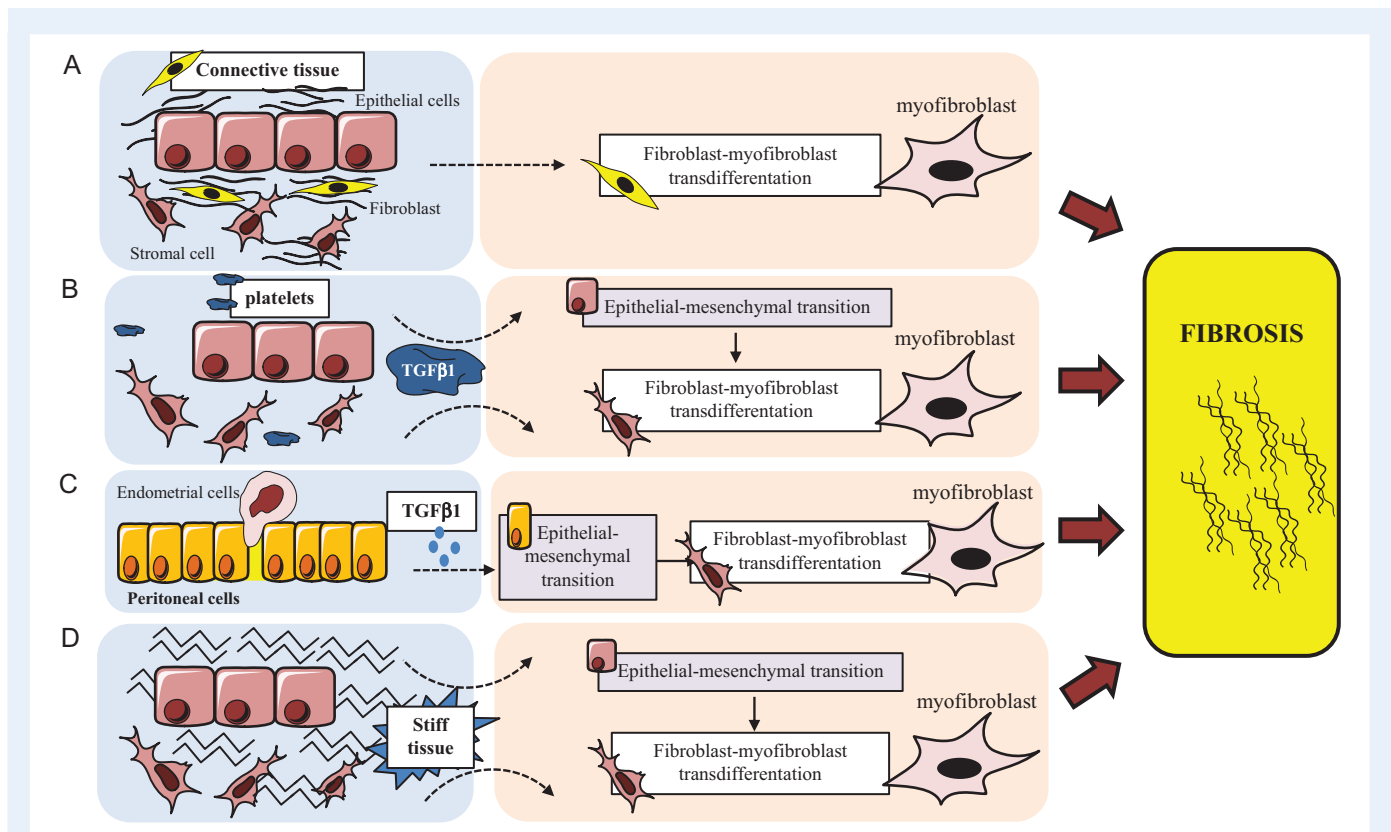 A
Connective tissue
Epithelial cells
Fibroblast
Stromal cell
Fibroblast-myofibroblast
transdifferentation
myofibroblast
B
platelets
TGFβ1
Epithelial-mesenchymal transition
Fibroblast-myofibroblast
transdifferentation
myofibroblast
C
Endometrial cells
Peritoneal cells
TGFβ1
Epithelial-
mesenchymal
transition
Fibroblast-myofibroblast
transdifferentation
myofibroblast
D
Stiff
tissue
Epithelial-mesenchymal transition
Fibroblast-myofibroblast
transdifferentation
myofibroblast
FIBROSIS